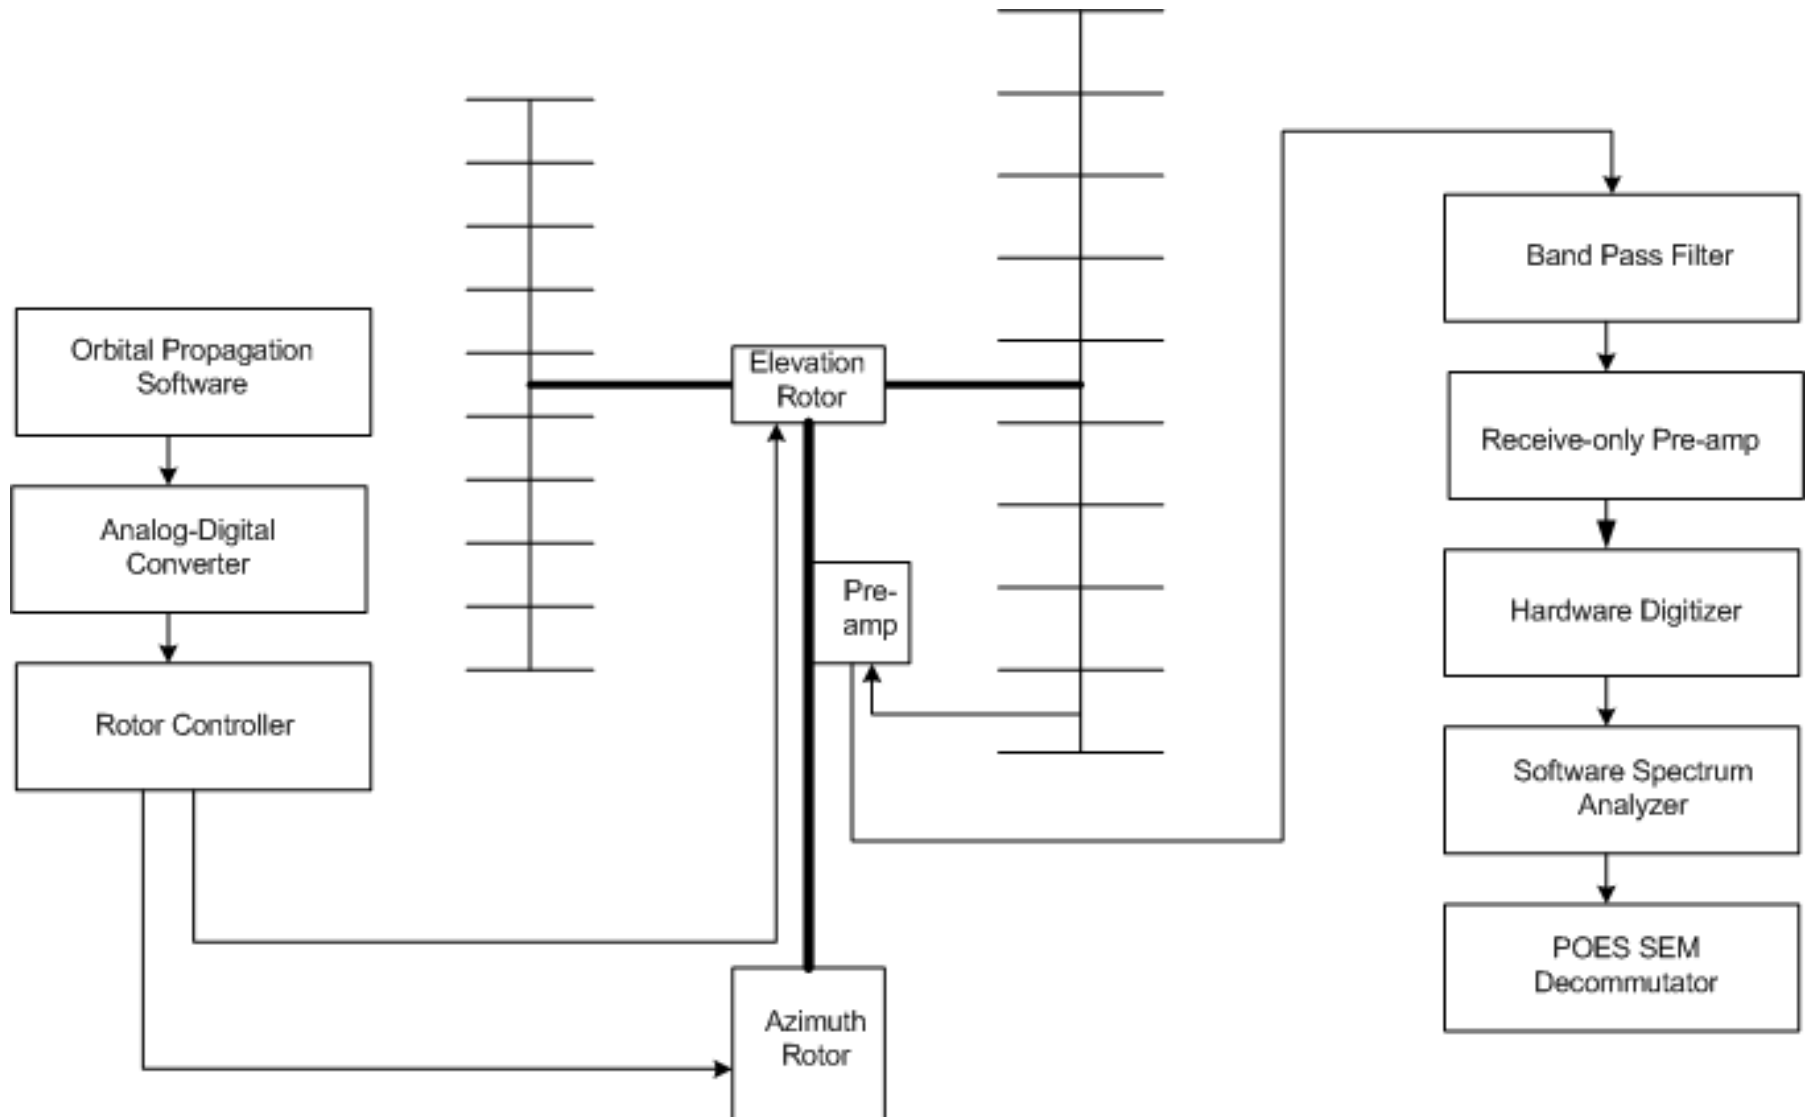 Orbital Propagation
Software
Analog-Digital
Converter
Rotor Controller
Elevation
Rotor
Pre-
amp
Azimuth
Rotor
Band Pass Filter
Receive-only Pre-amp
Hardware Digitizer
Software Spectrum
Analyzer
POES SEM
Decommutator